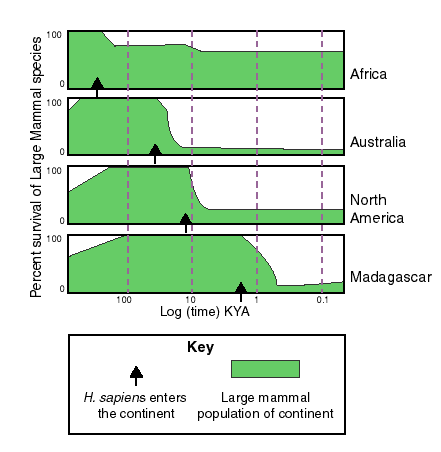 Percent survival of Large Mammal species
100
0
Africa
100
0
Australia
100
0
North
America
100
0
Madagascar
100 10 1 0.1
Log (time) KYA
Key
H. sapiens enters
the continent
Large mammal
population of continent